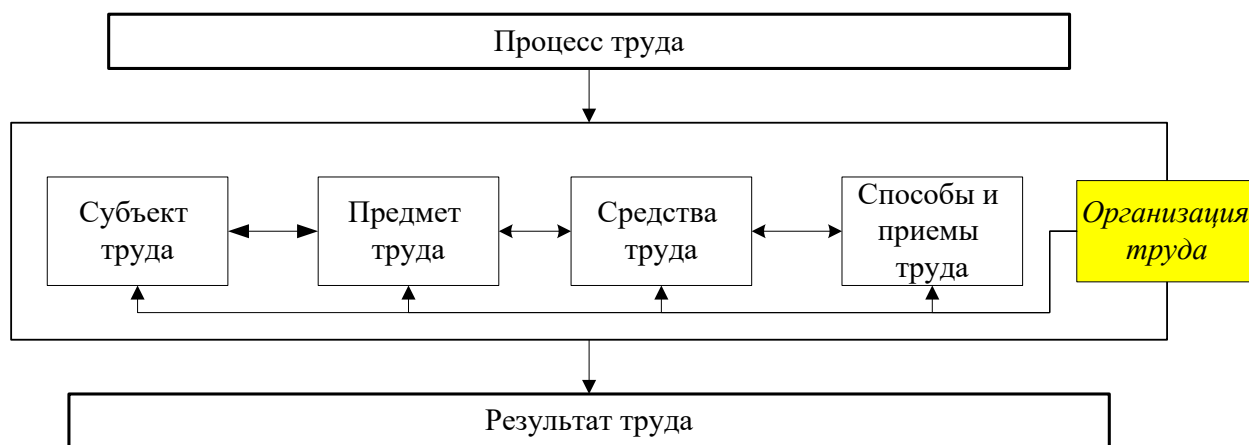 Процесс труда
Субъект
труда
Предмет
труда
Средства
труда
Способы и
приемы
труда
Организация
труда
Результат труда